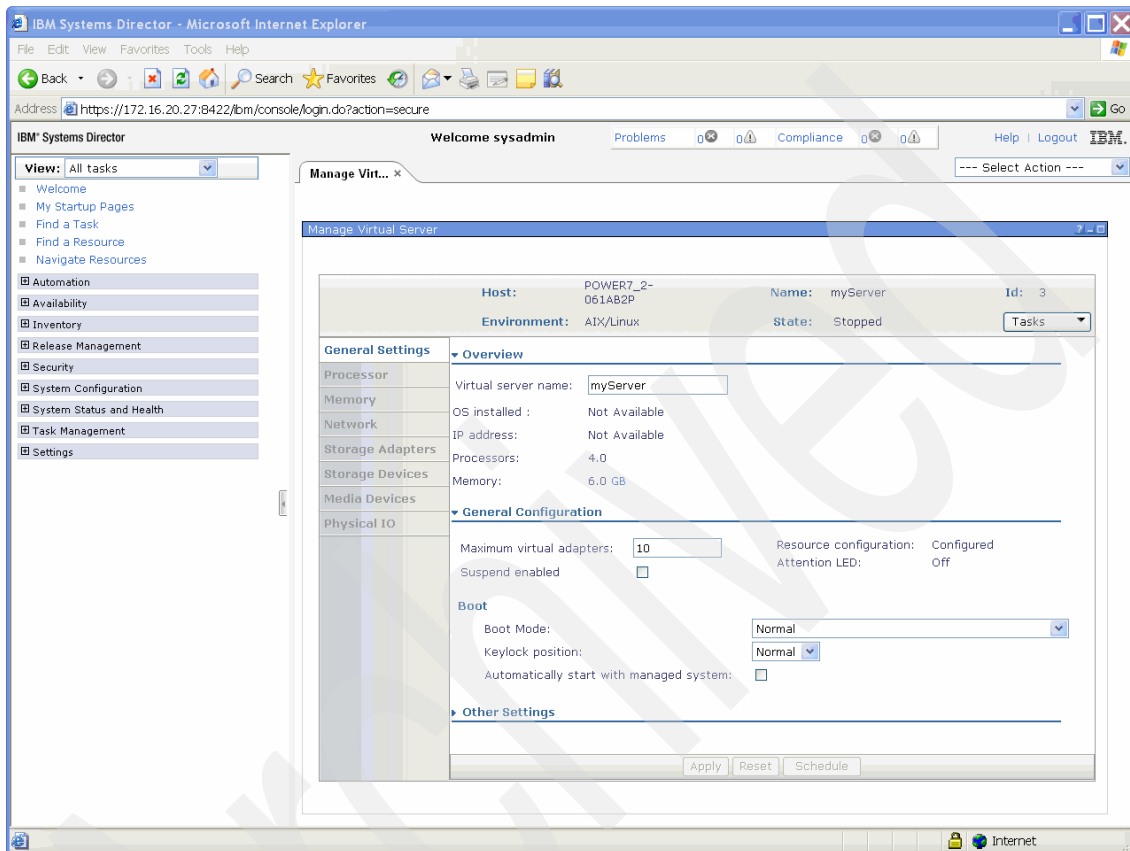 IBM Systems Director - Microsoft Internet Explorer
File Edit View Favorites Tools Help
Back Search Favorites
Address https://172.16.20.27:8422/ibm/console/login.do?action=secure Go
IBM® Systems Director Welcome sysadmin Problems 0 0 Compliance 0 0 Help | Logout IBM.
View: All tasks
Manage Virt... × --- Select Action ---
Welcome
My Startup Pages
Find a Task
Find a Resource
Navigate Resources
Automation
Availability
Inventory
Release Management
Security
System Configuration
System Status and Health
Task Management
Settings
Manage Virtual Server ? –
Host: POWER7_2-061AB2P Name: myServer Id: 3
Environment: AIX/Linux State: Stopped Tasks
General Settings
Processor
Memory
Network
Storage Adapters
Storage Devices
Media Devices
Physical IO
Overview
Virtual server name: myServer
OS installed : Not Available
IP address: Not Available
Processors: 4.0
Memory: 6.0 GB
General Configuration
Maximum virtual adapters: 10 Resource configuration: Configured
Suspend enabled Attention LED: Off
Boot
Boot Mode: Normal
Keylock position: Normal
Automatically start with managed system:
Other Settings
Apply Reset Schedule
Internet
Archived